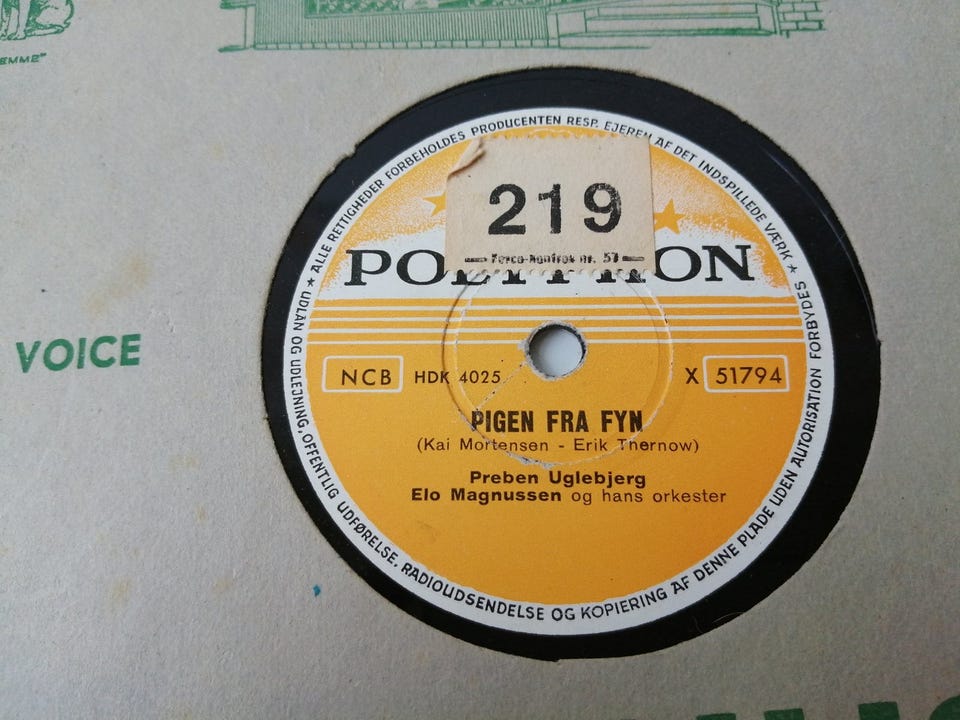 EMME"
VOICE
★ ALLE RETTIGHEDER FORBEHOLDES PRODUCENTEN RESP. EJEREN AF DET INDSPILLEDE VÆRK ★
UDLÅN OG UDLEJNING, OFFENTLIG UDFØRELSE, RADIOUDSENDELSE OG KOPIERING AF DENNE PLADE UDEN AUTORISATION FORBYDES
219
nr. 57
POLYPHON
NCB HDK 4025 X 51794
PIGEN FRA FYN
(Kai Mortensen - Erik Thernow)
Preben Uglebjerg
Elo Magnussen og hans orkester